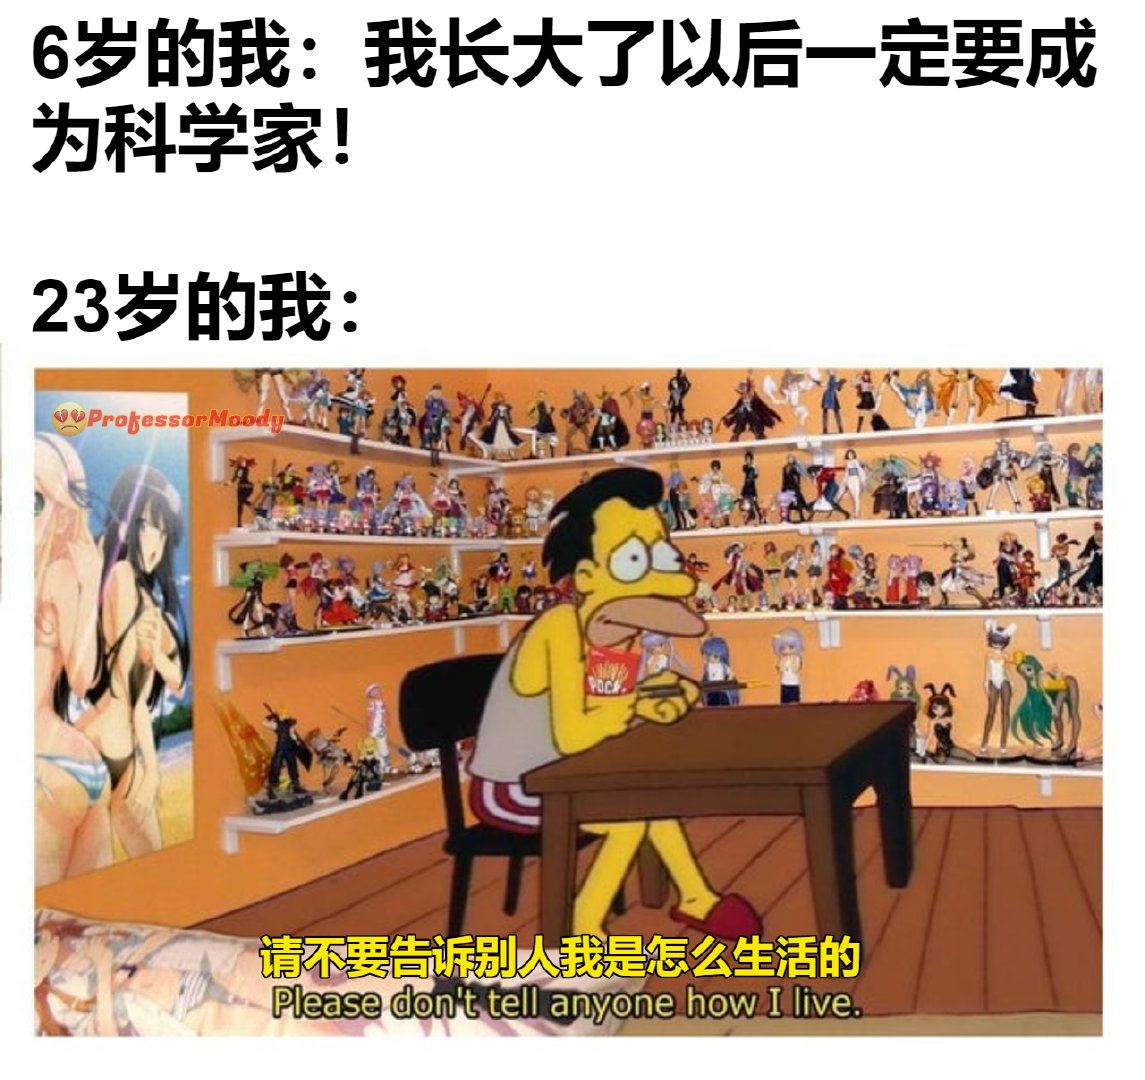 6岁的我：我长大了以后一定要成
为科学家！
23岁的我：
ProfessorMoody
POCK
请不要告诉别人我是怎么生活的
Please don't tell anyone how I live.